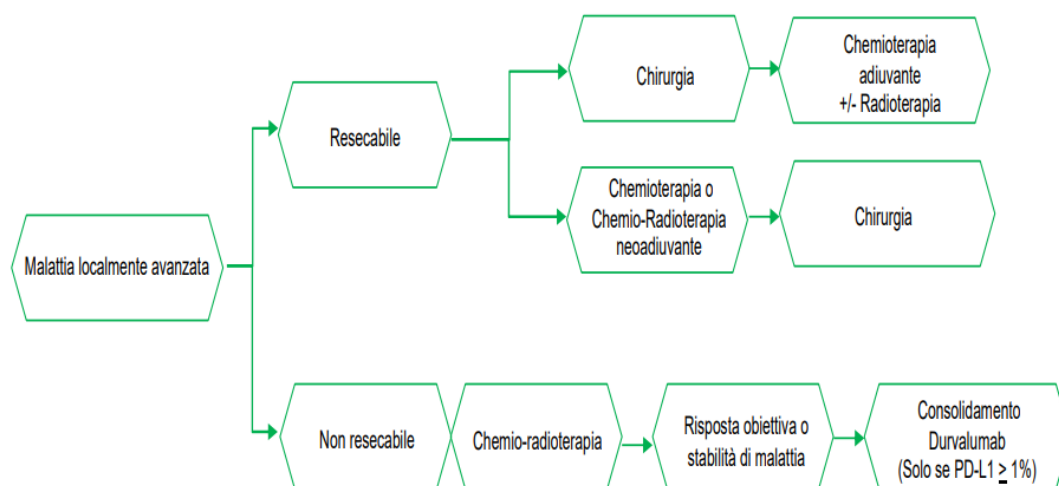 Malattia localmente avanzata
Resecabile
Chirurgia
Chemioterapia
adiuvante
+/- Radioterapia
Chemioterapia o
Chemio-Radioterapia
neoadiuvante
Chirurgia
Non resecabile
Chemio-radioterapia
Risposta obiettiva o
stabilità di malattia
Consolidamento
Durvalumab
(Solo se PD-L1 ≥ 1%)